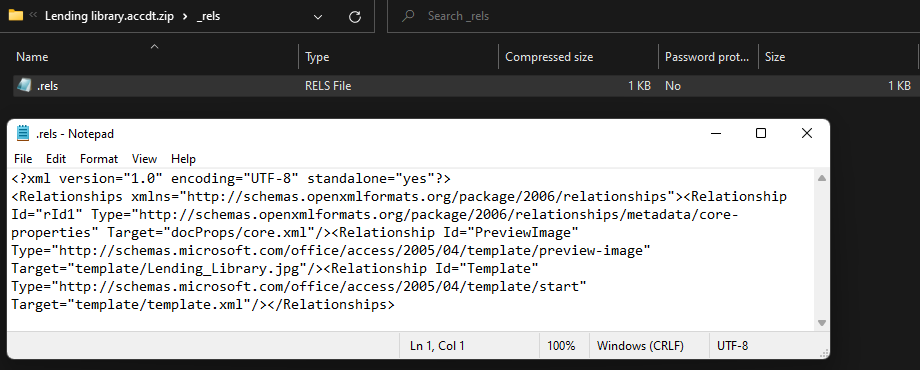 Lending library.accdt.zip > _rels
Search _rels
Name Type Compressed size Password prot... Size
.rels RELS File 1 KB No 1 KB
.rels - Notepad
File Edit Format View Help
<?xml version="1.0" encoding="UTF-8" standalone="yes"?>
<Relationships xmlns="http://schemas.openxmlformats.org/package/2006/relationships"><Relationship
Id="rId1" Type="http://schemas.openxmlformats.org/package/2006/relationships/metadata/core-
properties" Target="docProps/core.xml"/><Relationship Id="PreviewImage"
Type="http://schemas.microsoft.com/office/access/2005/04/template/preview-image"
Target="template/Lending_Library.jpg"/><Relationship Id="Template"
Type="http://schemas.microsoft.com/office/access/2005/04/template/start"
Target="template/template.xml"/></Relationships>
Ln 1, Col 1 100% Windows (CRLF) UTF-8